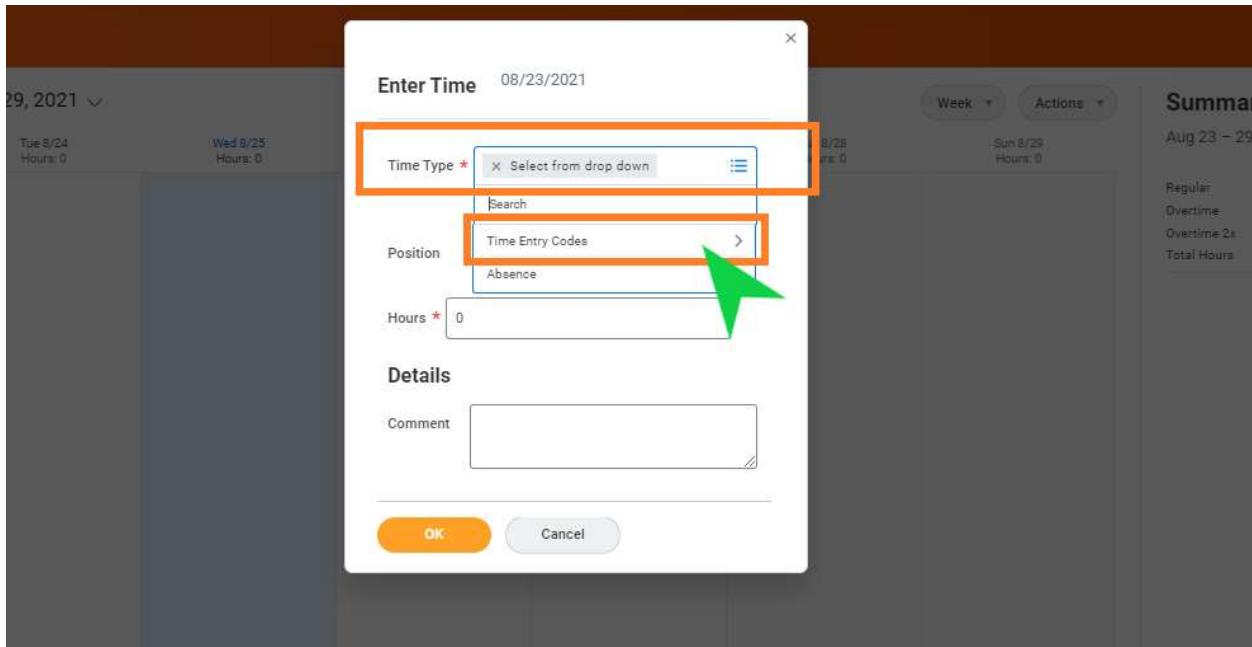 Enter Time 08/23/2021
29, 2021
Week Actions
Summar
Tue 8/24
Hours: 0
Wed 8/25
Hours: 0
8/28
Hours: 0
Sun 8/29
Hours: 0
Aug 23 – 29
Time Type * × Select from drop down
Search
Time Entry Codes
Absence
Position
Hours * 0
Details
Comment
OK Cancel
Regular
Overtime
Overtime 2x
Total Hours